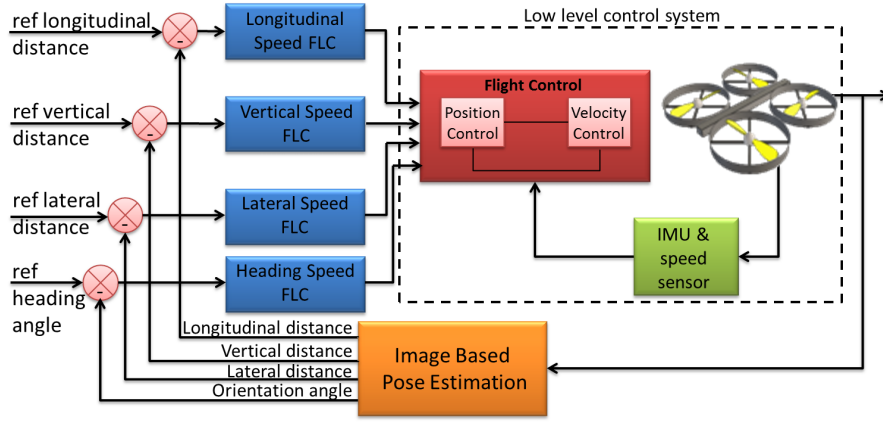 Low level control system
ref longitudinal
distance
Longitudinal
Speed FLC
ref vertical
distance
Vertical Speed
FLC
ref lateral
distance
Lateral Speed
FLC
ref
heading
angle
Heading Speed
FLC
Flight Control
Position
Control
Velocity
Control
IMU &
speed
sensor
Longitudinal distance
Vertical distance
Lateral distance
Orientation angle
Image Based
Pose Estimation
-
-
-
-